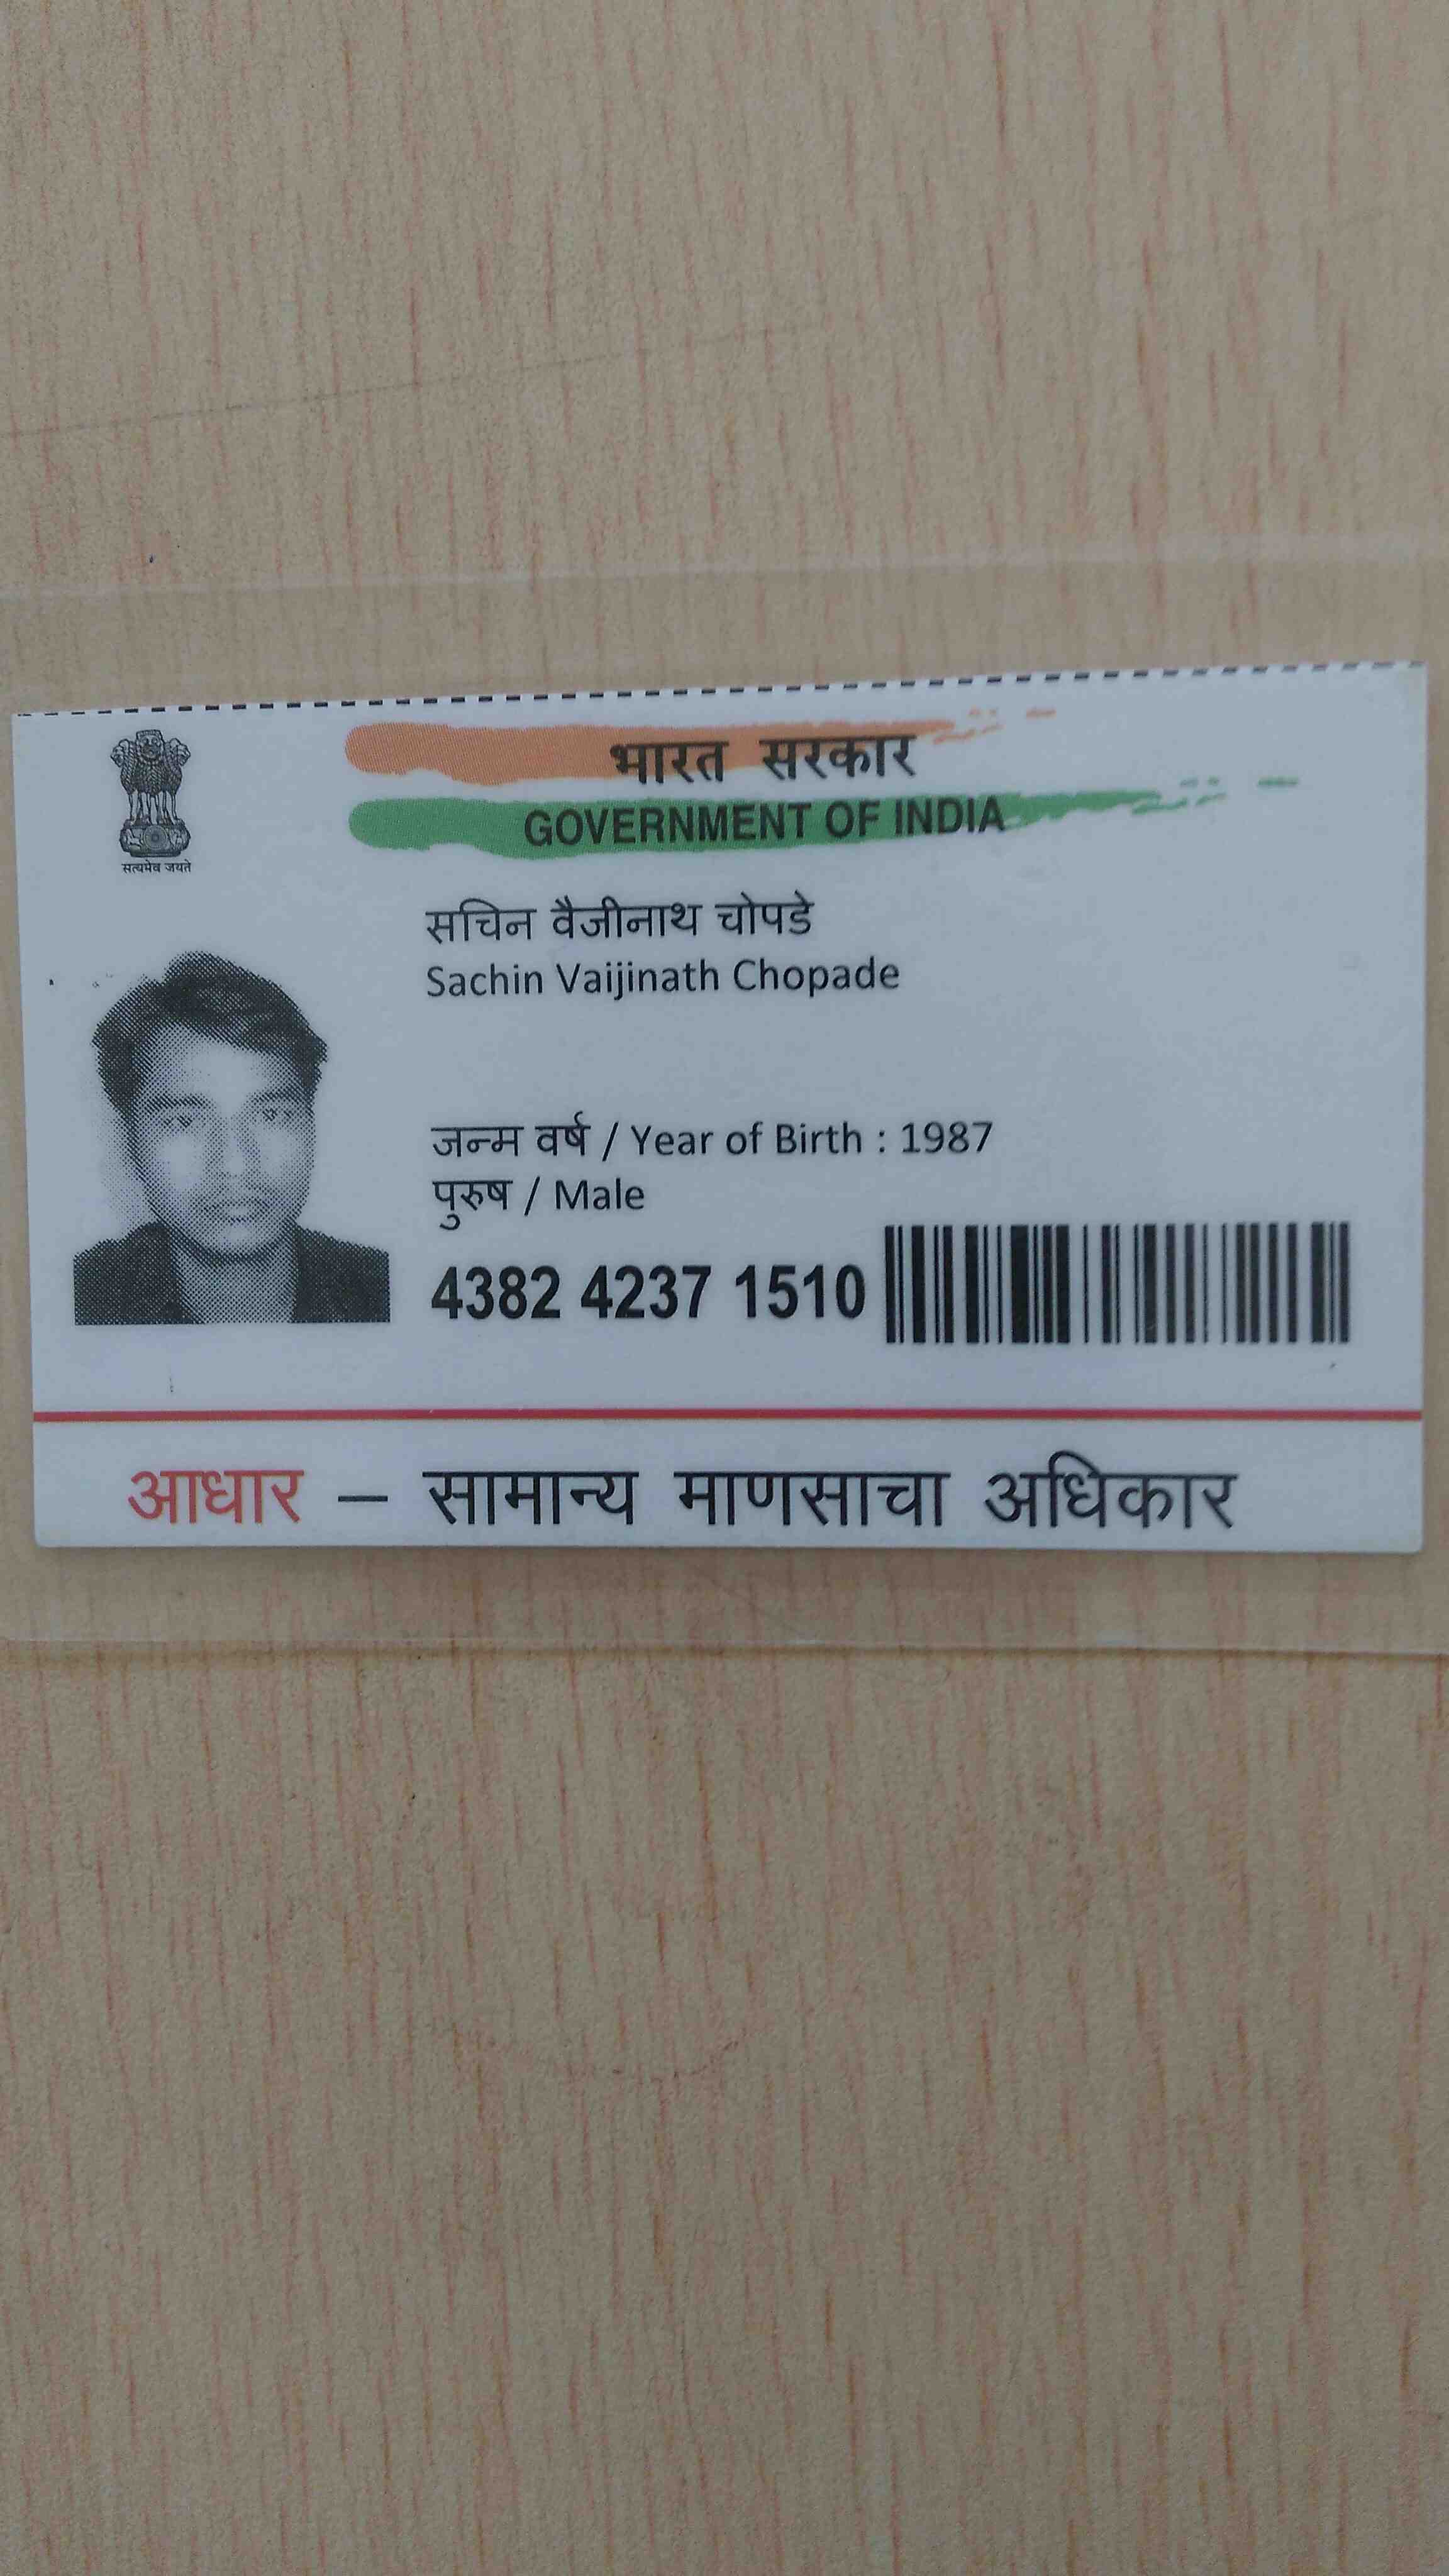 भारत सरकार
GOVERNMENT OF INDIA
सत्यमेव जयते
सचिन वैजीनाथ चोपडे
Sachin Vaijinath Chopade
जन्म वर्ष / Year of Birth : 1987
पुरुष / Male
4382 4237 1510
आधार – सामान्य माणसाचा अधिकार